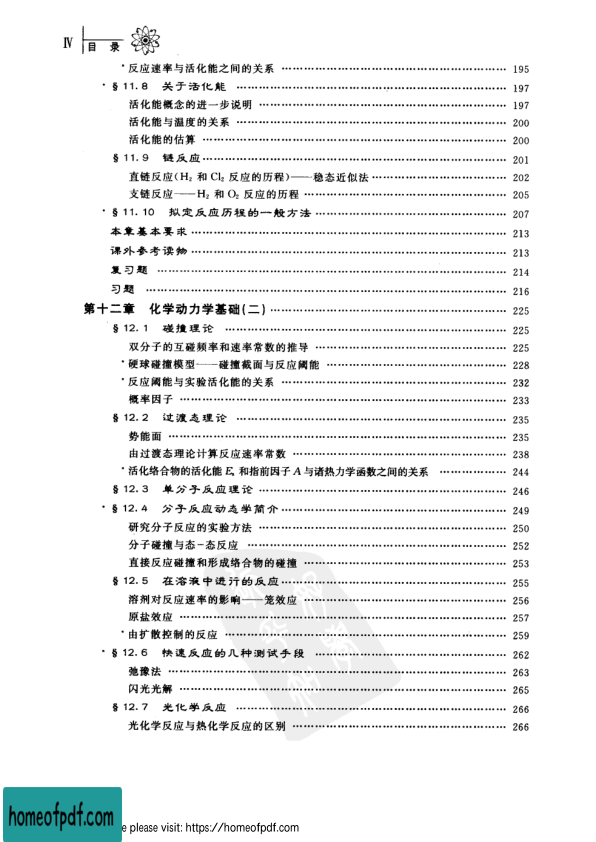 Ⅳ 目 录
*反应速率与活化能之间的关系 …… 195
*§11.8 关于活化能 …… 197
活化能概念的进一步说明 …… 197
活化能与温度的关系 …… 200
活化能的估算 …… 200
§11.9 链反应 …… 201
直链反应(H₂ 和 Cl₂ 反应的历程)——稳态近似法 …… 202
支链反应——H₂ 和 O₂ 反应的历程 …… 205
*§11.10 拟定反应历程的一般方法 …… 207
本章基本要求 …… 213
课外参考读物 …… 213
复习题 …… 214
习题 …… 216
第十二章 化学动力学基础(二) …… 225
§12.1 碰撞理论 …… 225
双分子的互碰频率和速率常数的推导 …… 225
*硬球碰撞模型——碰撞截面与反应阈能 …… 228
*反应阈能与实验活化能的关系 …… 232
概率因子 …… 233
§12.2 过渡态理论 …… 235
势能面 …… 235
由过渡态理论计算反应速率常数 …… 238
*活化络合物的活化能 Eₐ 和指前因子 A 与诸热力学函数之间的关系 …… 244
§12.3 单分子反应理论 …… 246
*§12.4 分子反应动态学简介 …… 249
研究分子反应的实验方法 …… 250
分子碰撞与态-态反应 …… 252
直接反应碰撞和形成络合物的碰撞 …… 253
§12.5 在溶液中进行的反应 …… 255
溶剂对反应速率的影响——笼效应 …… 256
原盐效应 …… 257
*由扩散控制的反应 …… 259
*§12.6 快速反应的几种测试手段 …… 262
弛豫法 …… 263
闪光光解 …… 265
§12.7 光化学反应 …… 266
光化学反应与热化学反应的区别 …… 266
homeofpdf.com
e please visit: https://homeofpdf.com